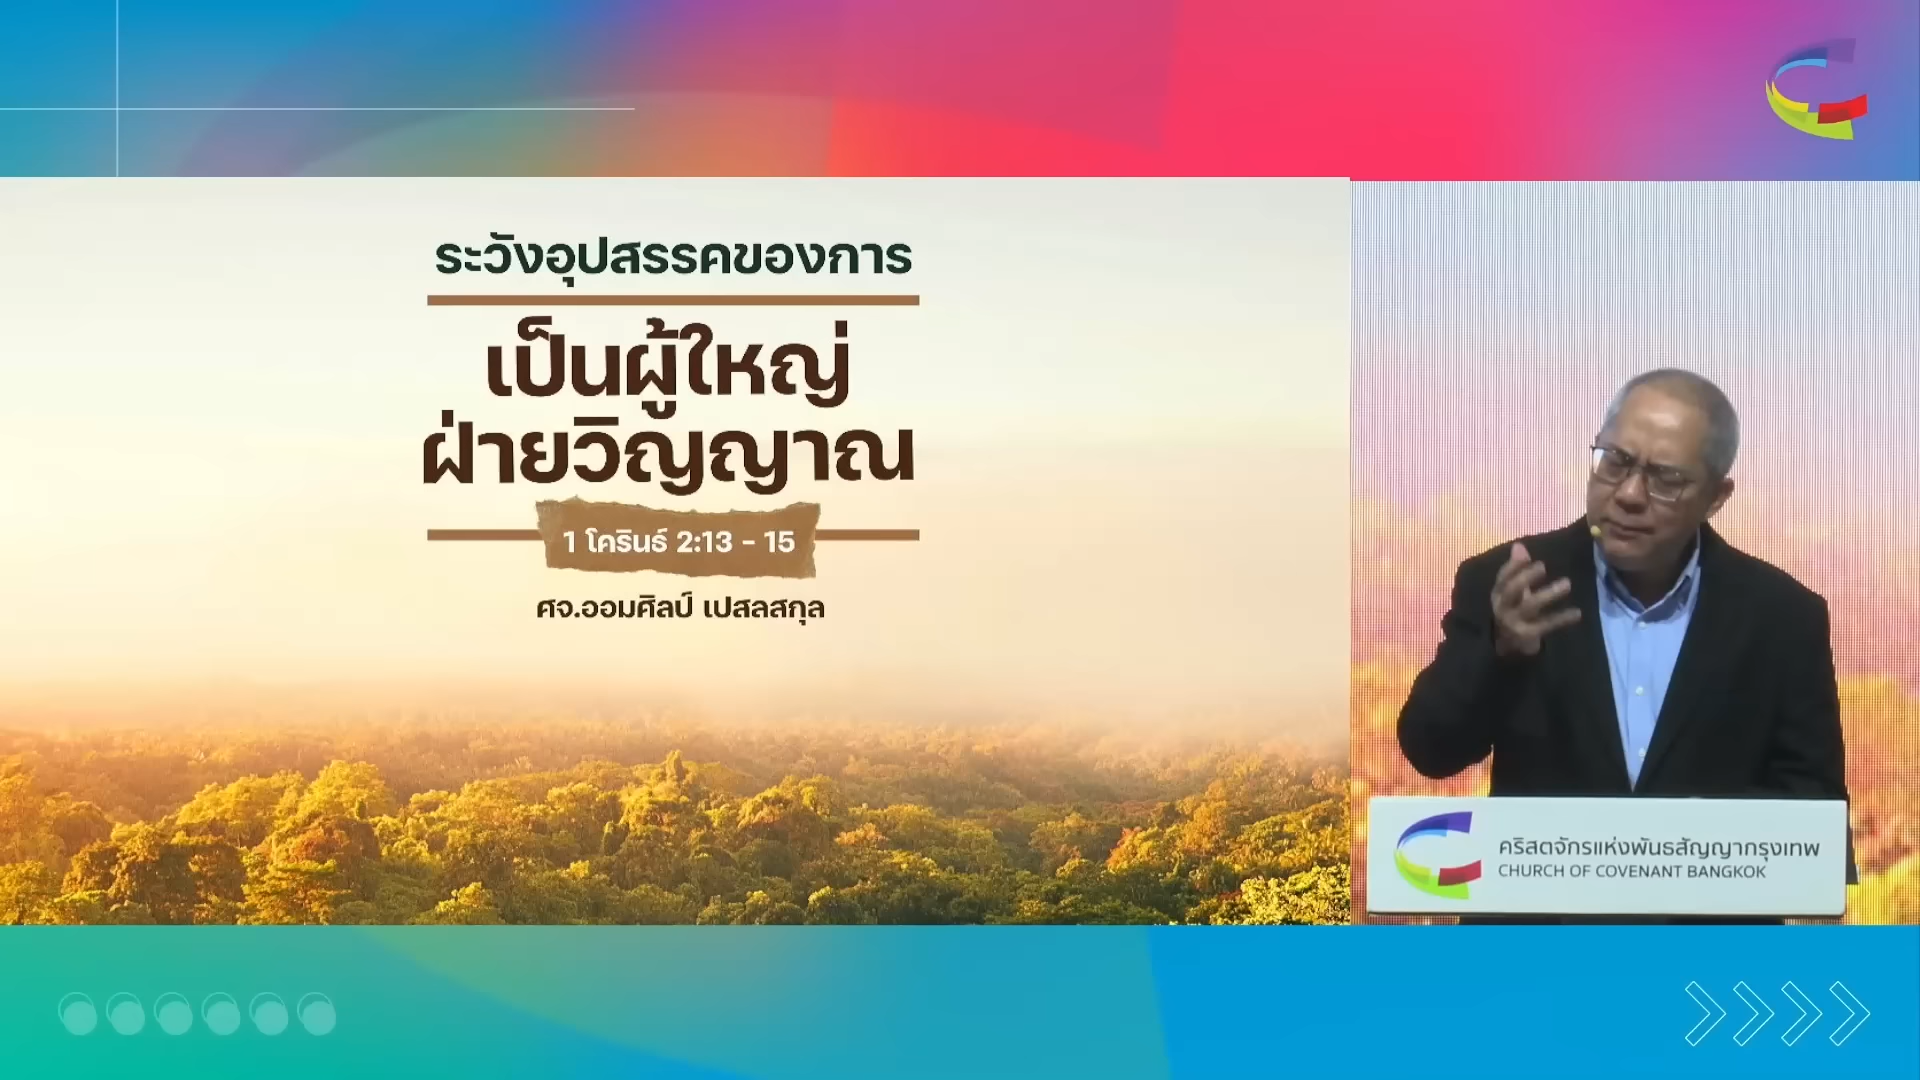 ระวังอุปสรรคของการ
เป็นผู้ใหญ่
ฝ่ายวิญญาณ
1 โครินธ์ 2:13 - 15
ศจ.ออมศิลป์ เปสลสกุล
คริสตจักรแห่งพันธสัญญากรุงเทพ
CHURCH OF COVENANT BANGKOK